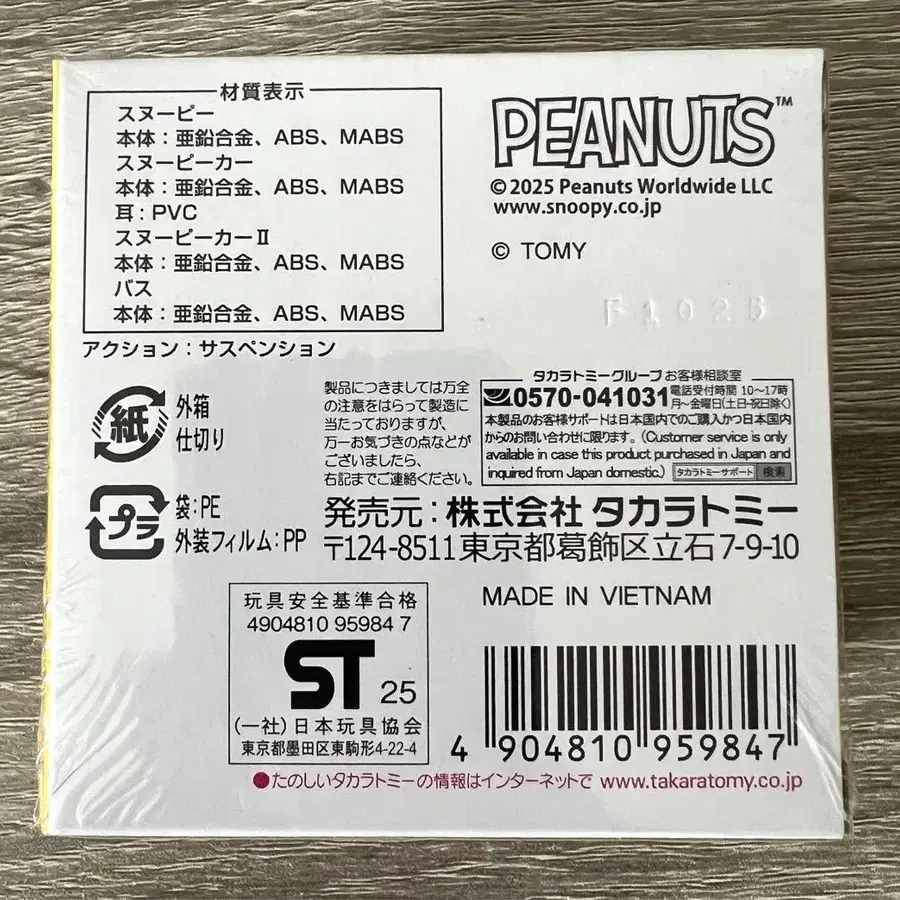 材質表示
スヌーピー
本体：亜鉛合金、ABS、MABS
スヌーピーカー
本体：亜鉛合金、ABS、MABS
耳：PVC
スヌーピーカーⅡ
本体：亜鉛合金、ABS、MABS
バス
本体：亜鉛合金、ABS、MABS
アクション：サスペンション
PEANUTS™
© 2025 Peanuts Worldwide LLC
www.snoopy.co.jp
© TOMY
紙
外箱
仕切り
プラ
袋：PE
外装フィルム：PP
製品につきましては万全
の注意をはらって製造に
当たっておりますが、
万一お気づきの点などが
ございましたら、
右記までご連絡ください。
タカラトミーグループお客様相談室
0570-041031 電話受付時間 10〜17時
月〜金曜日(土日・祝日除く)
本製品のお客様サポートは日本国内でのご購入かつ日本国内
からのお問い合わせに限ります。(Customer service is only
available in case this product purchased in Japan and
inquired from Japan domestic.) タカラトミーサポート 検索
発売元：株式会社 タカラトミー
〒124-8511 東京都葛飾区立石7-9-10
玩具安全基準合格
4904810 95984 7
ST 25
(一社)日本玩具協会
東京都墨田区東駒形4-22-4
MADE IN VIETNAM
4 904810 959847
●たのしいタカラトミーの情報はインターネットで www.takaratomy.co.jp